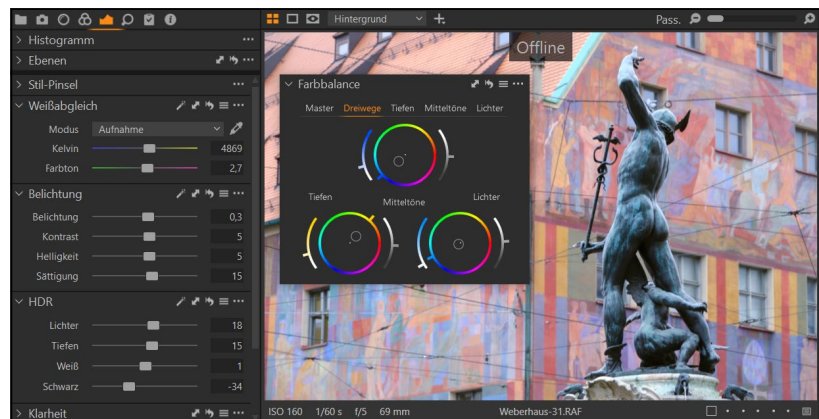 Hintergrund
Pass.
Histogramm
Ebenen
Stil-Pinsel
Weißabgleich
Modus Aufnahme
Kelvin 4869
Farbton 2,7
Belichtung
Belichtung 0,3
Kontrast 5
Helligkeit 5
Sättigung 15
HDR
Lichter 18
Tiefen 15
Weiß 1
Schwarz -34
Klarheit
Offline
Farbbalance
Master Dreiwege Tiefen Mitteltöne Lichter
Tiefen Mitteltöne Lichter
ISO 160 1/60 s f/5 69 mm Weberhaus-31.RAF